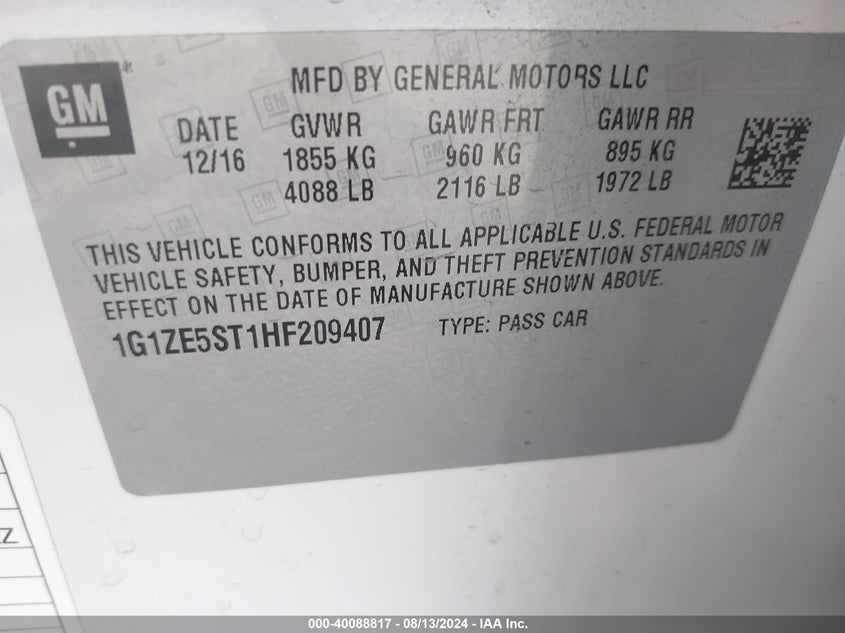 GM
MFD BY GENERAL MOTORS LLC
DATE GVWR GAWR FRT GAWR RR
12/16 1855 KG 960 KG 895 KG
4088 LB 2116 LB 1972 LB
THIS VEHICLE CONFORMS TO ALL APPLICABLE U.S. FEDERAL MOTOR
VEHICLE SAFETY, BUMPER, AND THEFT PREVENTION STANDARDS IN
EFFECT ON THE DATE OF MANUFACTURE SHOWN ABOVE.
1G1ZE5ST1HF209407 TYPE: PASS CAR
Z
000-40088817 / 08/13/2024 - IAA Inc.